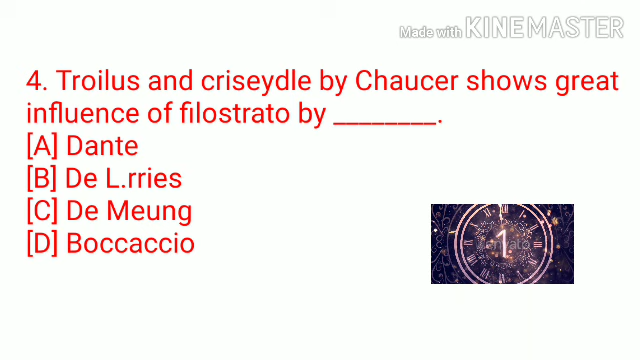 Made with KINEMASTER
4. Troilus and criseydle by Chaucer shows great
influence of filostrato by ________.
[A] Dante
[B] De L.rries
[C] De Meung
[D] Boccaccio
1